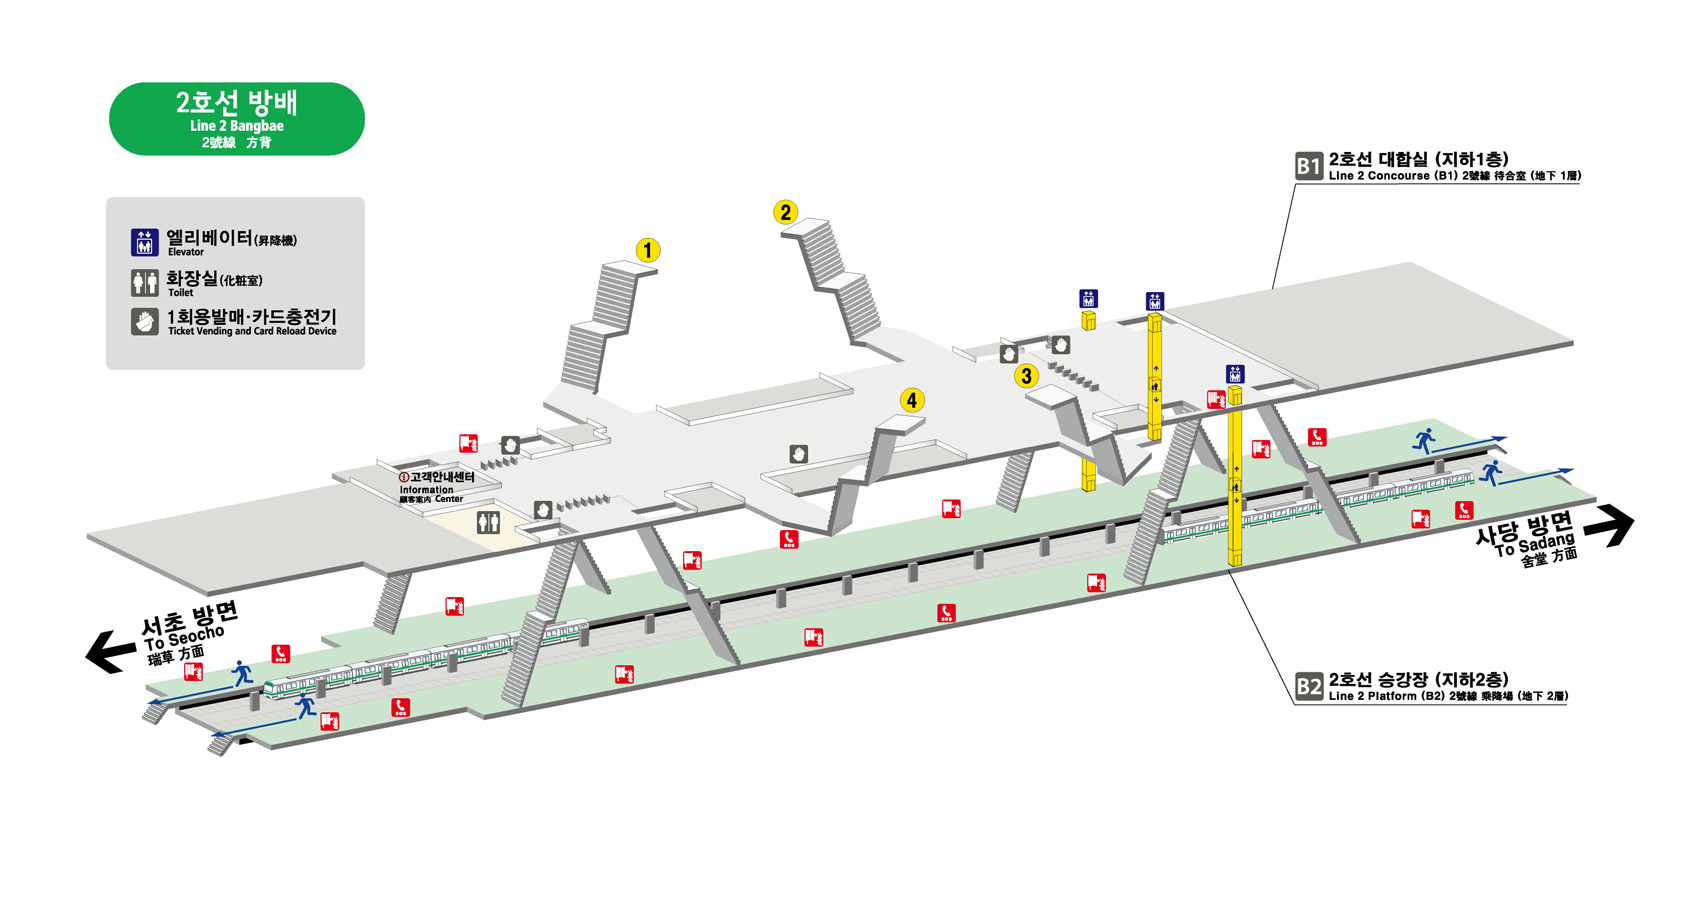 2호선 방배
Line 2 Bangbae
2號線 方背
엘리베이터(昇降機)
Elevator
화장실(化粧室)
Toilet
1회용발매·카드충전기
Ticket Vending and Card Reload Device
1
2
3
4
B1 2호선 대합실 (지하1층)
Line 2 Concourse (B1) 2號線 待合室 (地下 1層)
고객안내센터
Information
顧客案內 Center
SOS
SOS
SOS
SOS
SOS
SOS
사당 방면
To Sadang
舍堂 方面
서초 방면
To Seocho
瑞草 方面
B2 2호선 승강장 (지하2층)
Line 2 Platform (B2) 2號線 乘降場 (地下 2層)